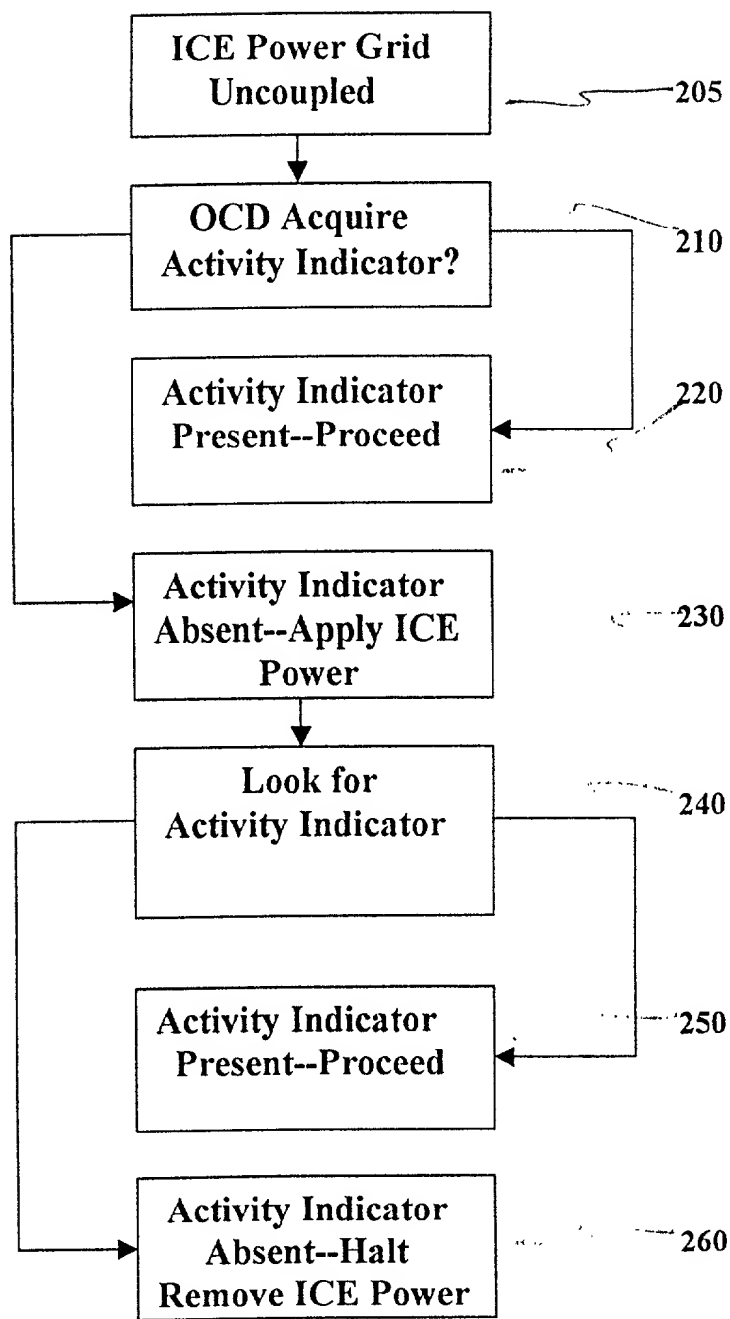 ICE Power Grid
Uncoupled
205
OCD Acquire
Activity Indicator?
210
Activity Indicator
Present--Proceed
220
Activity Indicator
Absent--Apply ICE
Power
230
Look for
Activity Indicator
240
Activity Indicator
Present--Proceed
250
Activity Indicator
Absent--Halt
Remove ICE Power
260